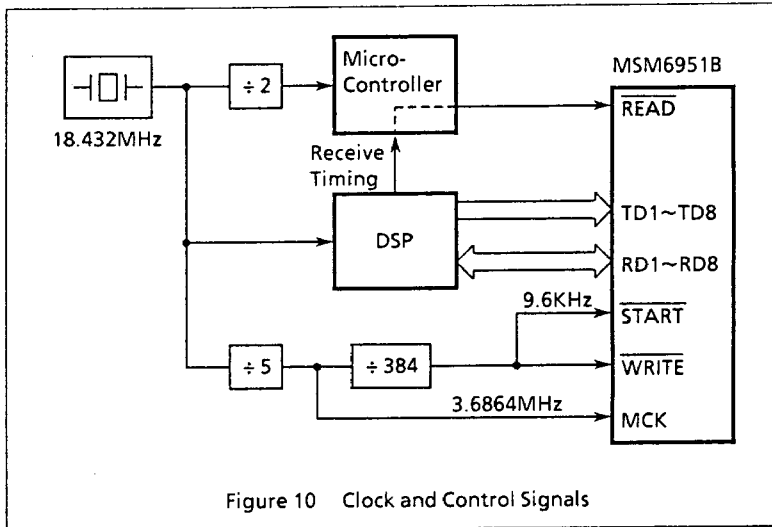 Micro-
Controller
MSM6951B
÷ 2
READ
18.432MHz
Receive
Timing
DSP
TD1~TD8
RD1~RD8
9.6KHz
START
÷ 5
÷ 384
WRITE
3.6864MHz
MCK
Figure 10 Clock and Control Signals